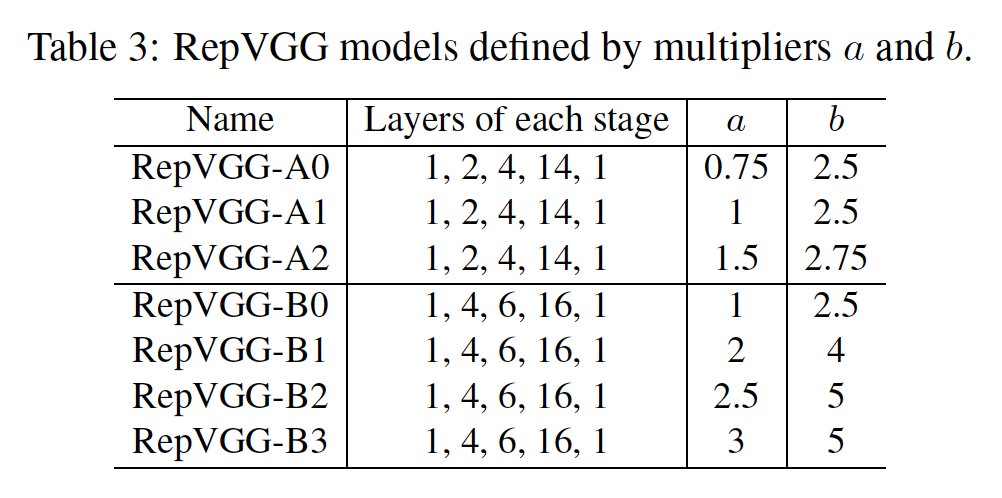 Table 3: RepVGG models defined by multipliers a and b.
Name Layers of each stage a b
RepVGG-A0 1, 2, 4, 14, 1 0.75 2.5
RepVGG-A1 1, 2, 4, 14, 1 1 2.5
RepVGG-A2 1, 2, 4, 14, 1 1.5 2.75
RepVGG-B0 1, 4, 6, 16, 1 1 2.5
RepVGG-B1 1, 4, 6, 16, 1 2 4
RepVGG-B2 1, 4, 6, 16, 1 2.5 5
RepVGG-B3 1, 4, 6, 16, 1 3 5